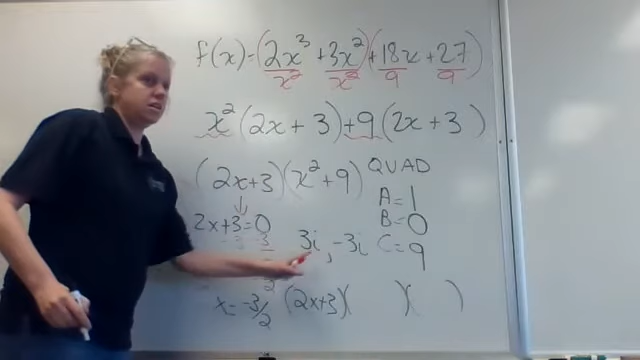 f(x)=(2x³+3x²)(+18x+27)
x² x² 9 9
x²(2x+3)+9(2x+3)
(2x+3)(x²+9) QUAD
A=1
2x+3=0 B=0
-3 -3 3i, -3i C=9
2
x=-3/2 (2x+3)( )( )